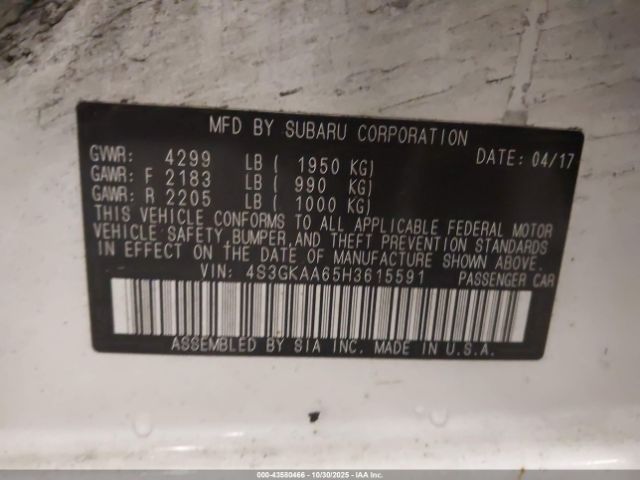 MFD BY SUBARU CORPORATION
GVWR: 4299 LB ( 1950 KG) DATE: 04/17
GAWR: F 2183 LB ( 990 KG)
GAWR: R 2205 LB ( 1000 KG)
THIS VEHICLE CONFORMS TO ALL APPLICABLE FEDERAL MOTOR
VEHICLE SAFETY, BUMPER, AND THEFT PREVENTION STANDARDS
IN EFFECT ON THE DATE OF MANUFACTURE SHOWN ABOVE.
VIN: 4S3GKAA65H3615591 PASSENGER CAR
ASSEMBLED BY SIA INC. MADE IN U.S.A.
000-43580466 • 10/30/2025 • IAAI.com